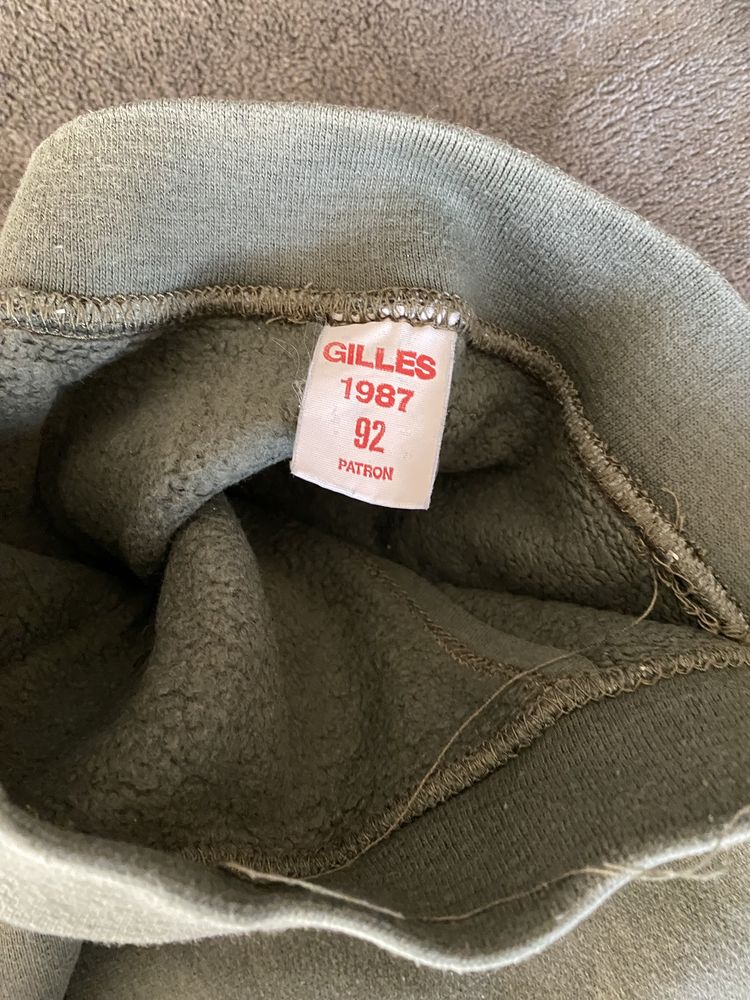 GILLES
1987
92
PATRON